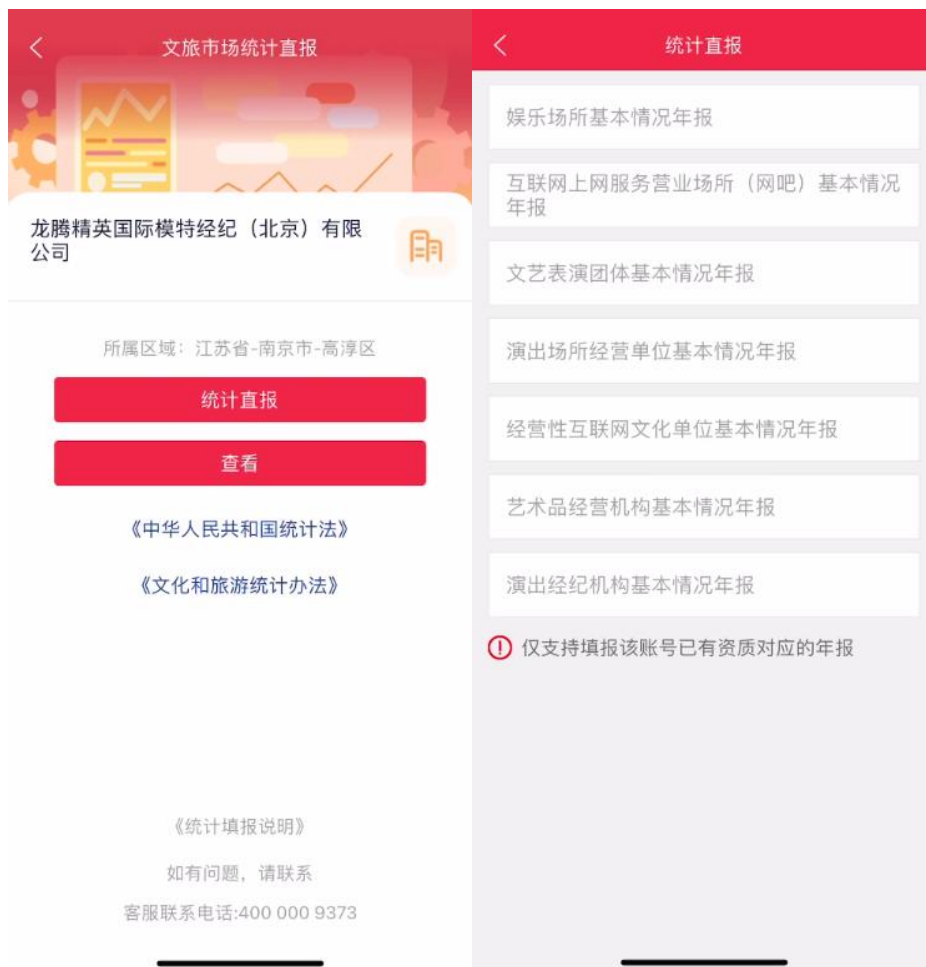 文旅市场统计直报
龙腾精英国际模特经纪（北京）有限
公司
所属区域：江苏省-南京市-高淳区
统计直报
查看
《中华人民共和国统计法》
《文化和旅游统计办法》
《统计填报说明》
如有问题，请联系
客服联系电话:400 000 9373
统计直报
娱乐场所基本情况年报
互联网上网服务营业场所（网吧）基本情况
年报
文艺表演团体基本情况年报
演出场所经营单位基本情况年报
经营性互联网文化单位基本情况年报
艺术品经营机构基本情况年报
演出经纪机构基本情况年报
仅支持填报该账号已有资质对应的年报